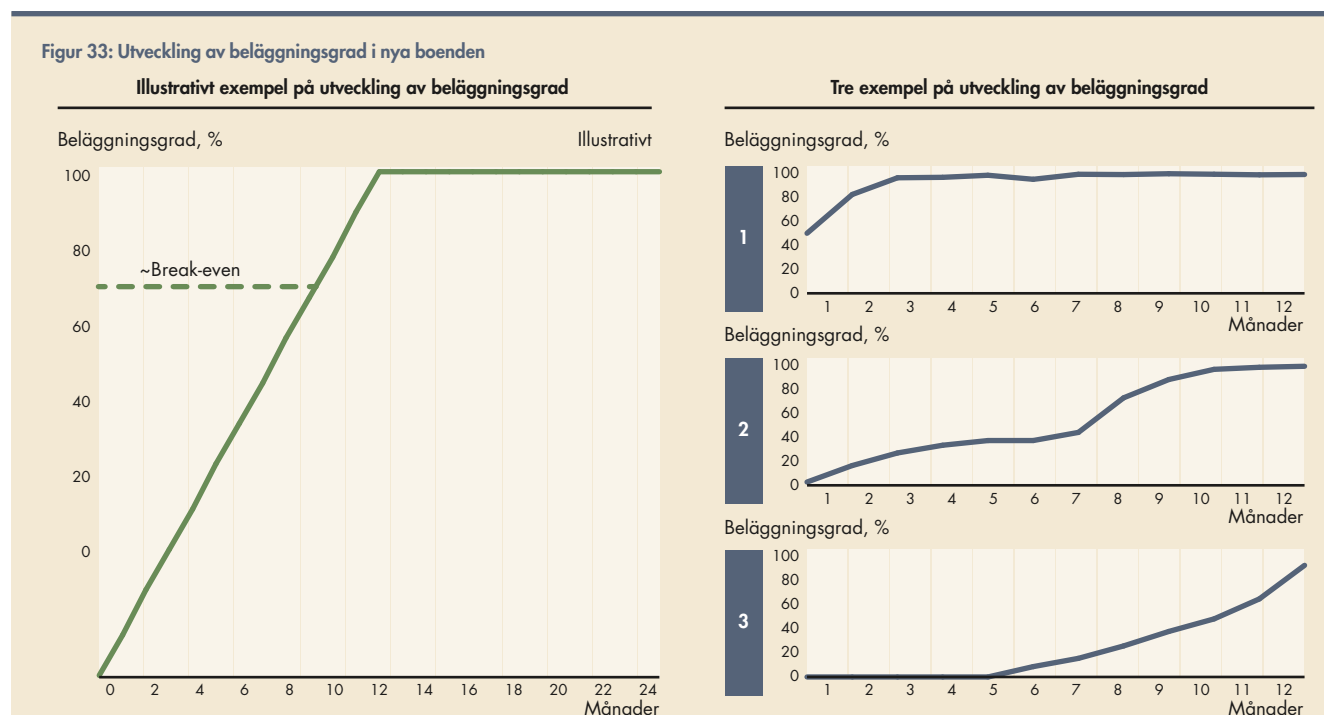 Figur 33: Utveckling av beläggningsgrad i nya boenden
Illustrativt exempel på utveckling av beläggningsgrad
Beläggningsgrad, %
Illustrativt
100
80
~Break-even
60
40
20
0
0 2 4 6 8 10 12 14 16 18 20 22 24
Månader
Tre exempel på utveckling av beläggningsgrad
Beläggningsgrad, %
1
100
80
60
40
20
0
1 2 3 4 5 6 7 8 9 10 11 12
Månader
Beläggningsgrad, %
2
100
80
60
40
20
0
1 2 3 4 5 6 7 8 9 10 11 12
Månader
Beläggningsgrad, %
3
100
80
60
40
20
0
1 2 3 4 5 6 7 8 9 10 11 12
Månader